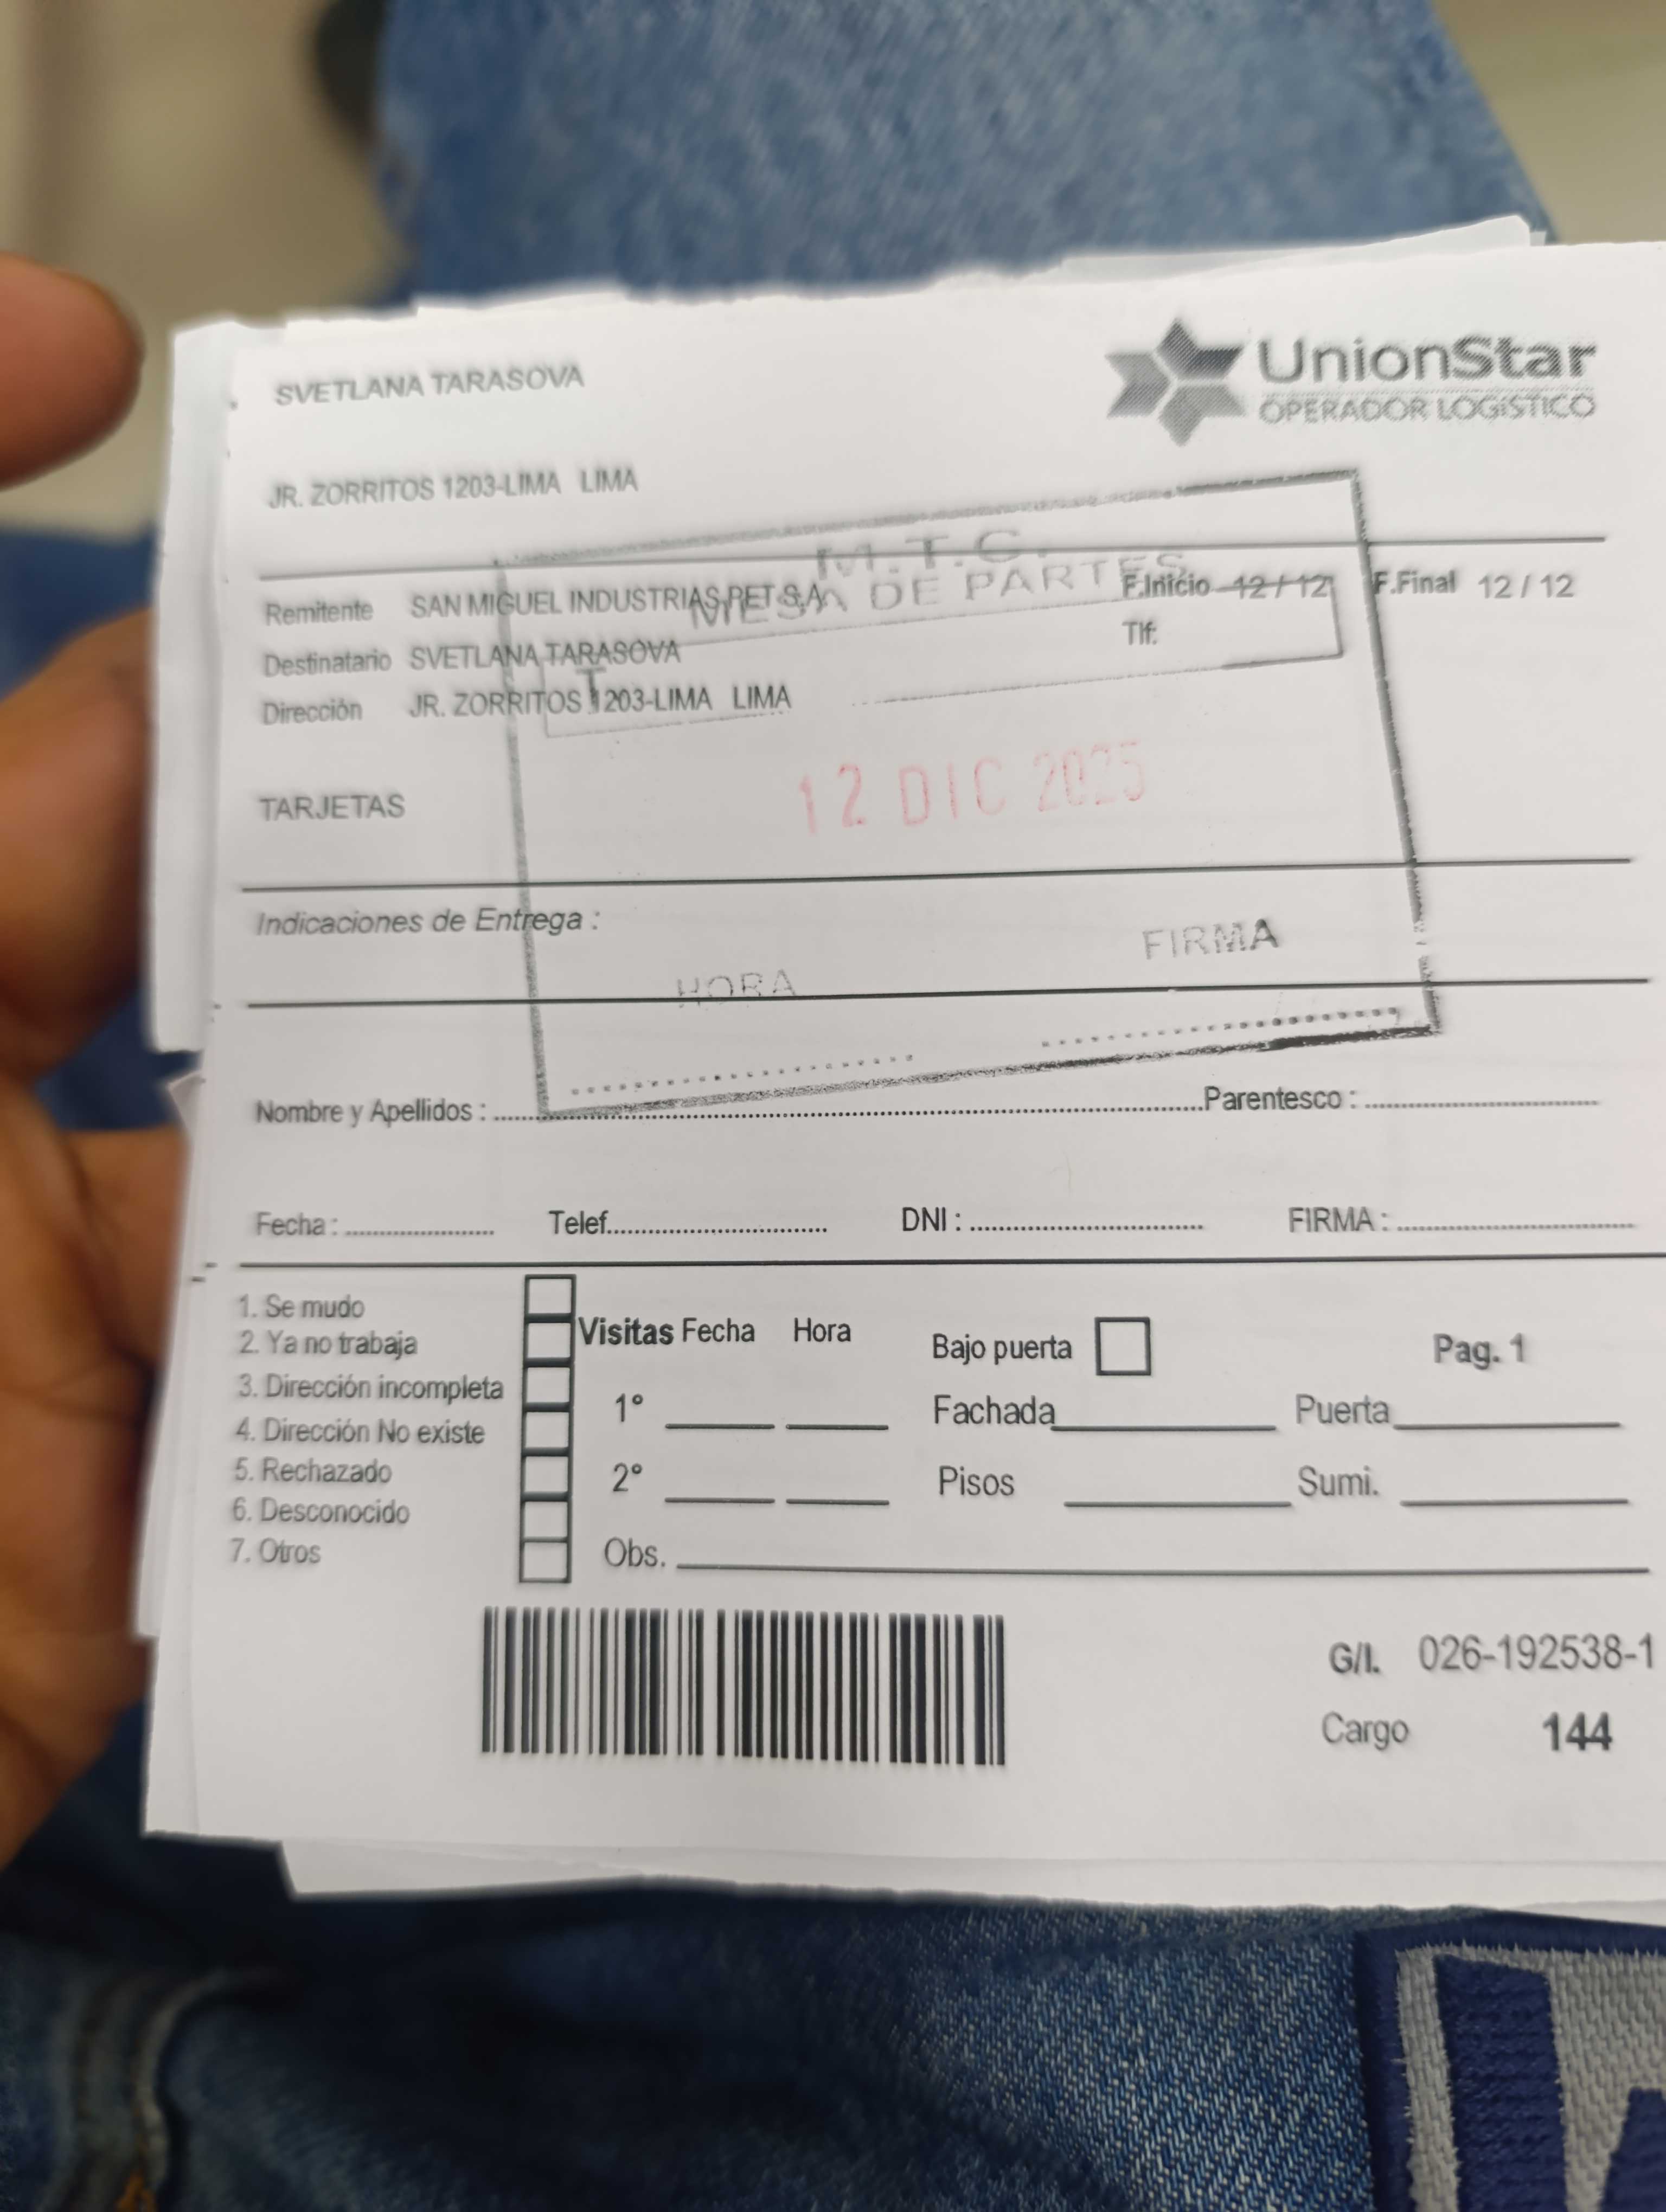 SVETLANA TARASOVA
UnionStar
OPERADOR LOGÍSTICO
JR. ZORRITOS 1203-LIMA LIMA
M.T.C.
MESA DE PARTES
Remitente SAN MIGUEL INDUSTRIAS PET S.A. F.Inicio 12 / 12 F.Final 12 / 12
Destinatario SVETLANA TARASOVA Tlf:
Dirección JR. ZORRITOS 1203-LIMA LIMA
TARJETAS
12 DIC 2025
Indicaciones de Entrega :
HORA FIRMA
Nombre y Apellidos : Parentesco :
Fecha : Telef. DNI : FIRMA :
1. Se mudo
2. Ya no trabaja
3. Dirección incompleta
4. Dirección No existe
5. Rechazado
6. Desconocido
7. Otros
Visitas Fecha Hora
1°
2°
Obs.
Bajo puerta Pag. 1
Fachada Puerta
Pisos Sumi.
G/I. 026-192538-1
Cargo 144